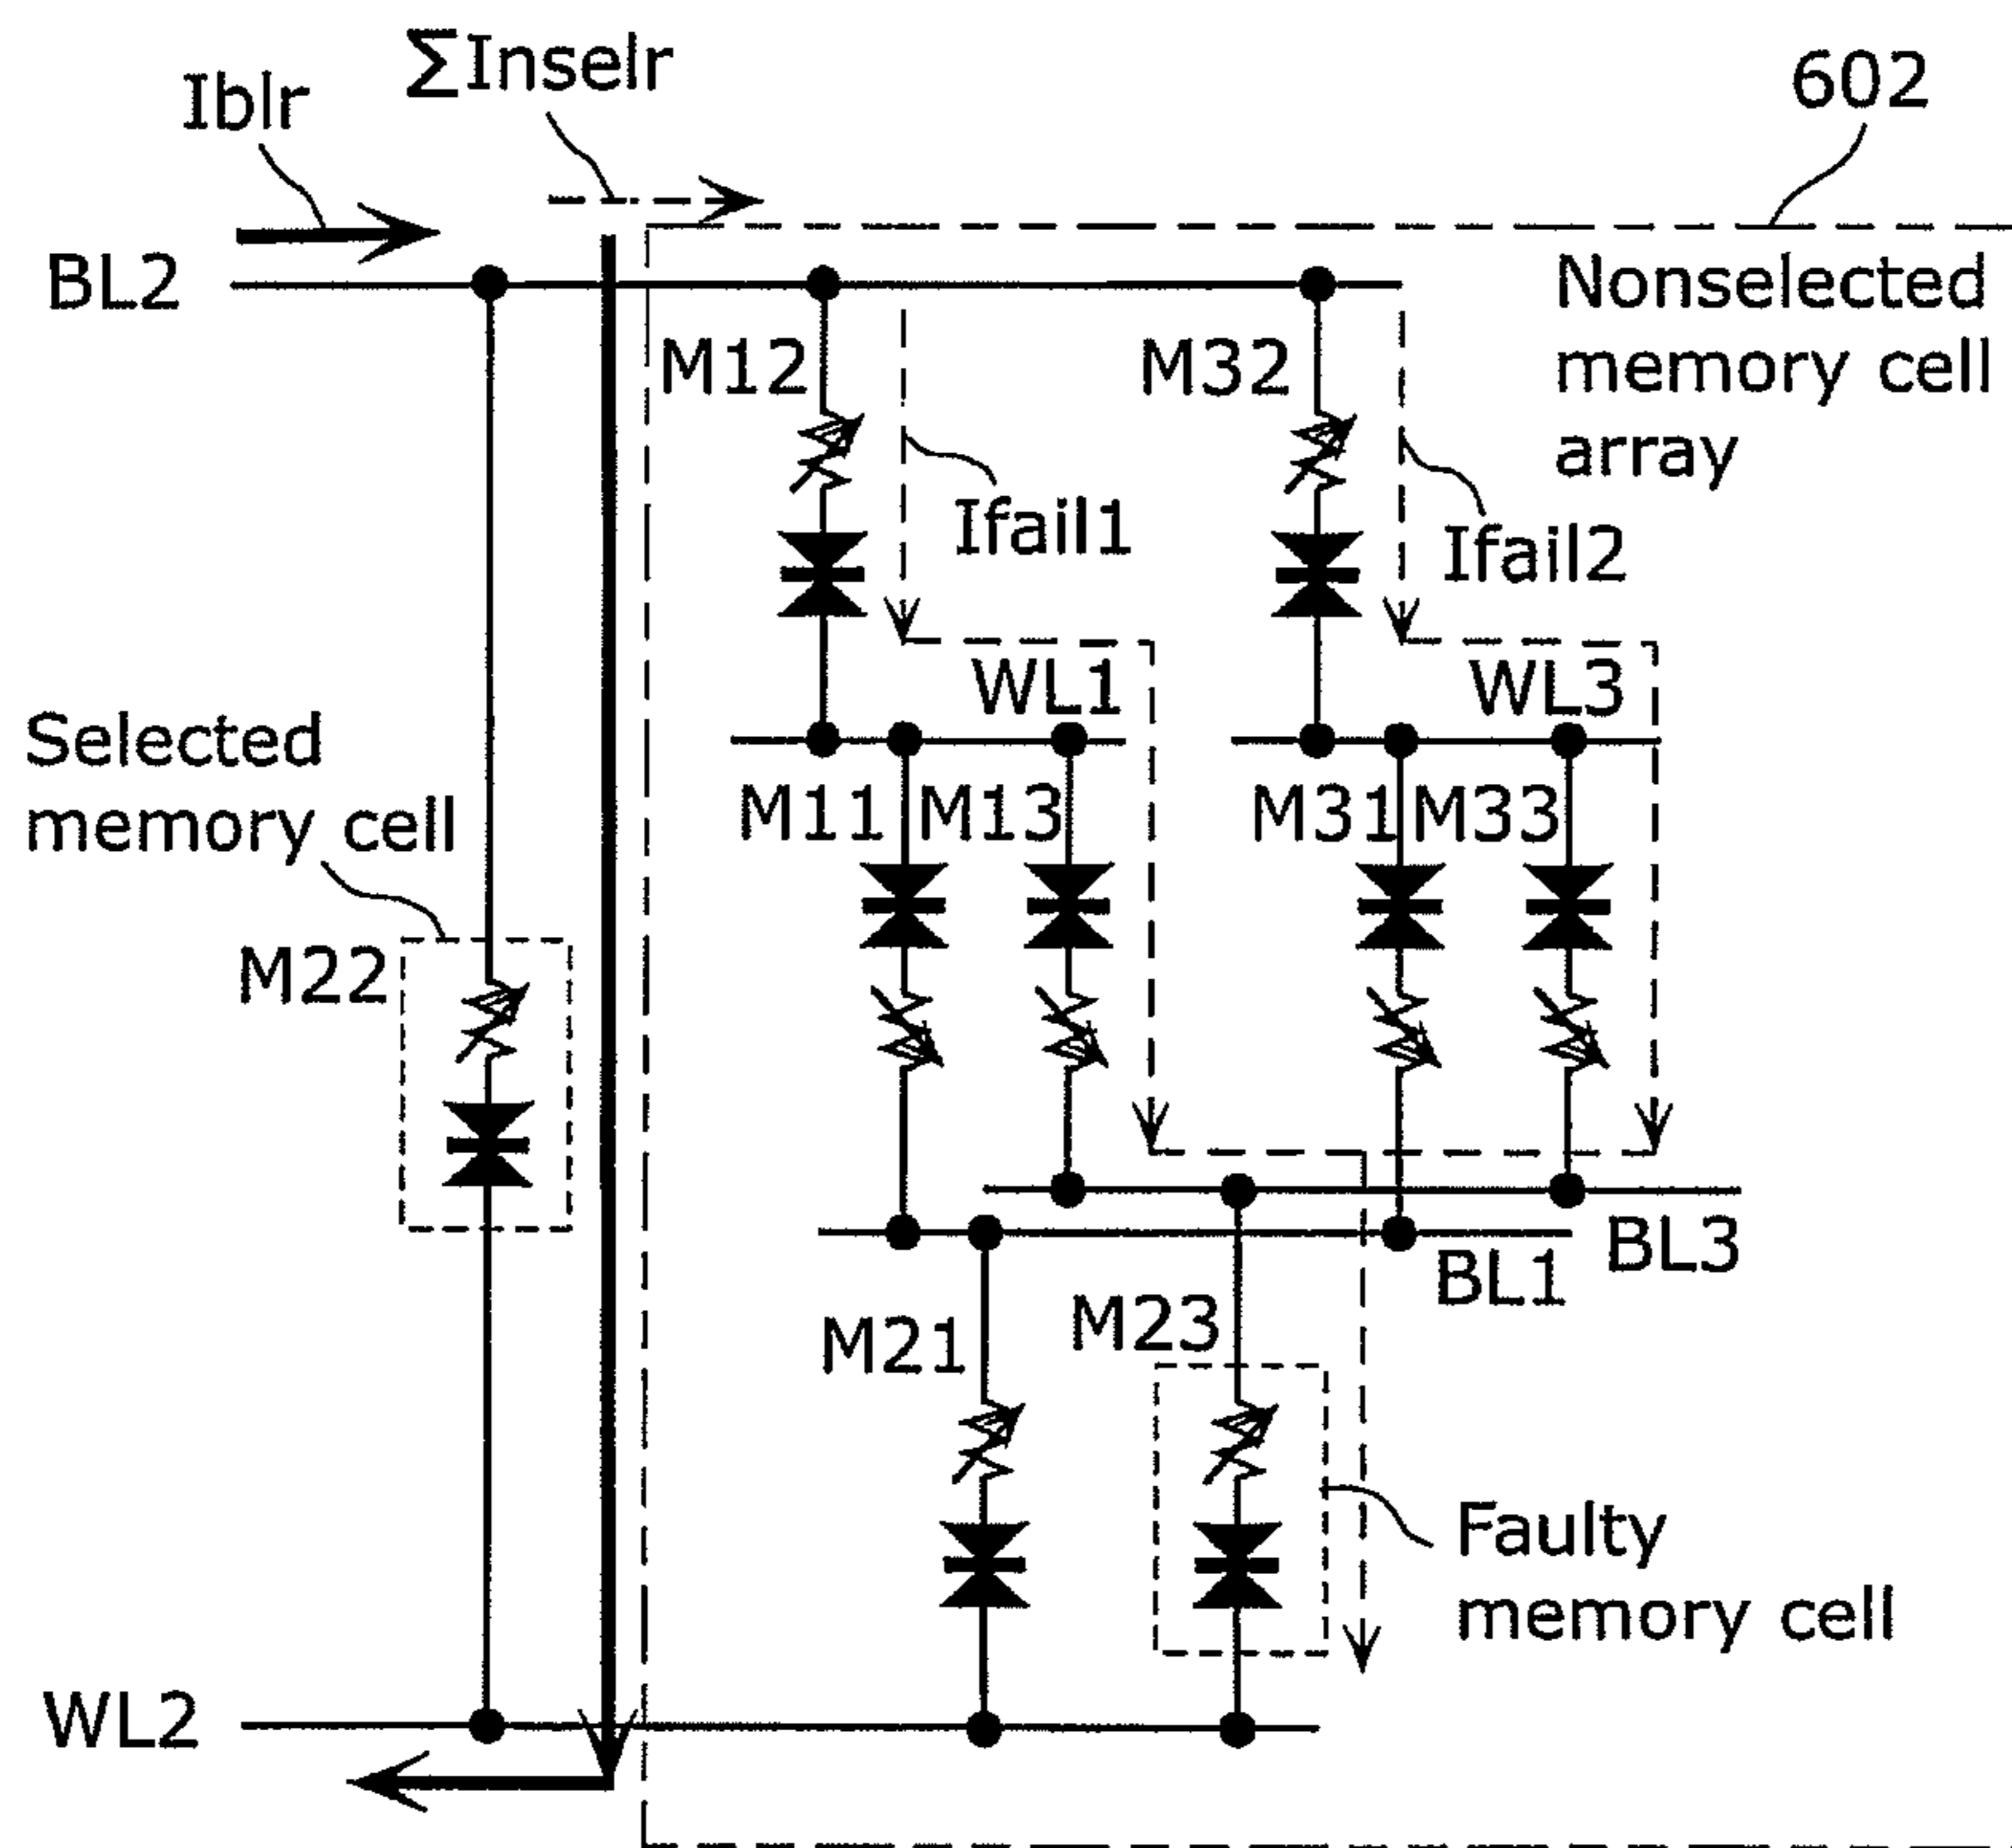 ΣInselr
Iblr
602
BL2
Nonselected
memory cell
array
M12
M32
Ifail1
Ifail2
WL1
WL3
Selected
memory cell
M11
M13
M31
M33
M22
BL3
BL1
M23
M21
Faulty
memory cell
WL2